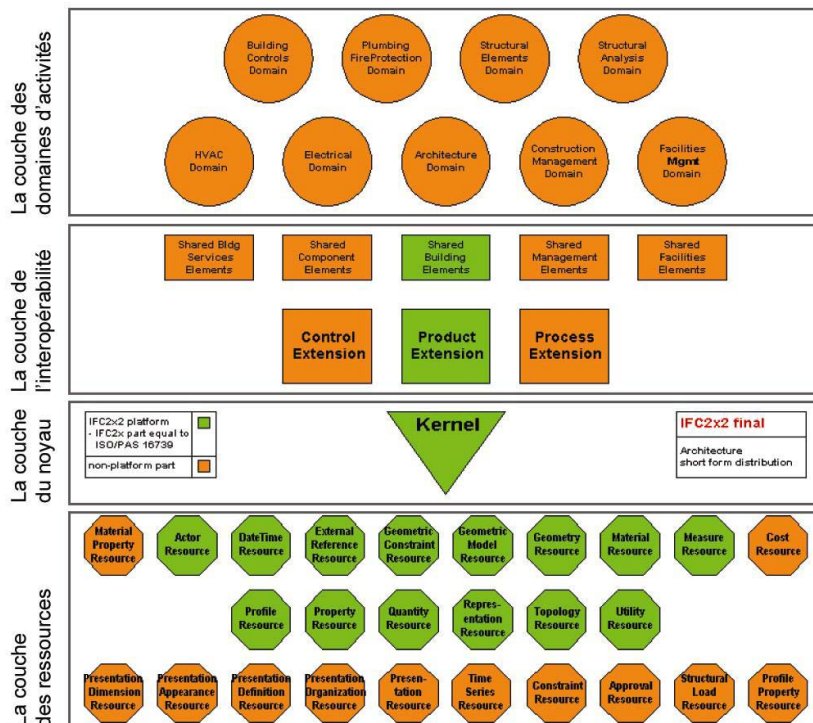 La couche des
domaines d'activités
Building
Controls
Domain
Plumbing
FireProtection
Domain
Structural
Elements
Domain
Structural
Analysis
Domain
HVAC
Domain
Electrical
Domain
Architecture
Domain
Construction
Management
Domain
Facilities
Mgmt
Domain
La couche de
l'interopérabilité
Shared Bldg
Services
Elements
Shared
Component
Elements
Shared
Building
Elements
Shared
Management
Elements
Shared
Facilities
Elements
Control
Extension
Product
Extension
Process
Extension
La couche
du noyau
IFC2x2 platform
- IFC2x part equal to
ISO/PAS 16739
non-platform part
Kernel
IFC2x2 final
Architecture
short form distribution
La couche
des ressources
Material
Property
Resource
Actor
Resource
DateTime
Resource
External
Reference
Resource
Geometric
Constraint
Resource
Geometric
Model
Resource
Geometry
Resource
Material
Resource
Measure
Resource
Cost
Resource
Profile
Resource
Property
Resource
Quantity
Resource
Repres-
entation
Resource
Topology
Resource
Utility
Resource
Presentation
Dimension
Resource
Presentation
Appearance
Resource
Presentation
Definition
Resource
Presentation
Organization
Resource
Presen-
tation
Resource
Time
Series
Resource
Constraint
Resource
Approval
Resource
Structural
Load
Resource
Profile
Property
Resource